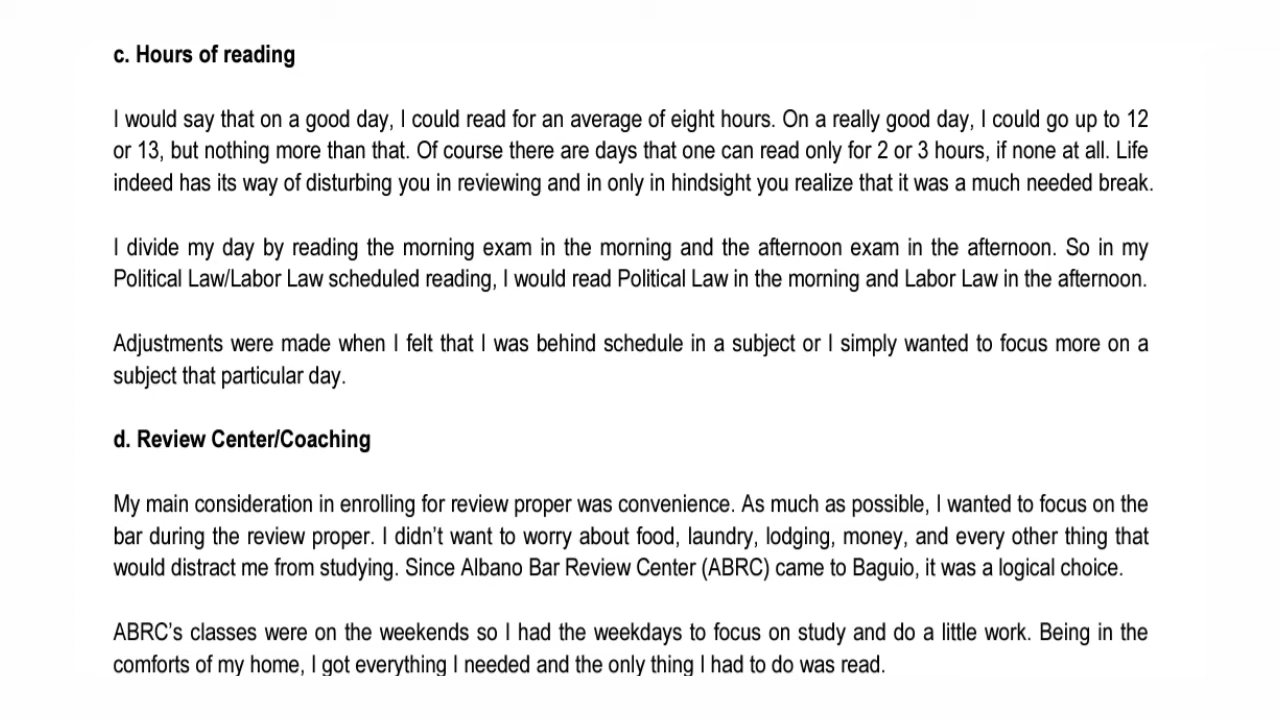 c. Hours of reading
I would say that on a good day, I could read for an average of eight hours. On a really good day, I could go up to 12
or 13, but nothing more than that. Of course there are days that one can read only for 2 or 3 hours, if none at all. Life
indeed has its way of disturbing you in reviewing and in only in hindsight you realize that it was a much needed break.
I divide my day by reading the morning exam in the morning and the afternoon exam in the afternoon. So in my
Political Law/Labor Law scheduled reading, I would read Political Law in the morning and Labor Law in the afternoon.
Adjustments were made when I felt that I was behind schedule in a subject or I simply wanted to focus more on a
subject that particular day.
d. Review Center/Coaching
My main consideration in enrolling for review proper was convenience. As much as possible, I wanted to focus on the
bar during the review proper. I didn't want to worry about food, laundry, lodging, money, and every other thing that
would distract me from studying. Since Albano Bar Review Center (ABRC) came to Baguio, it was a logical choice.
ABRC's classes were on the weekends so I had the weekdays to focus on study and do a little work. Being in the
comforts of my home, I got everything I needed and the only thing I had to do was read.